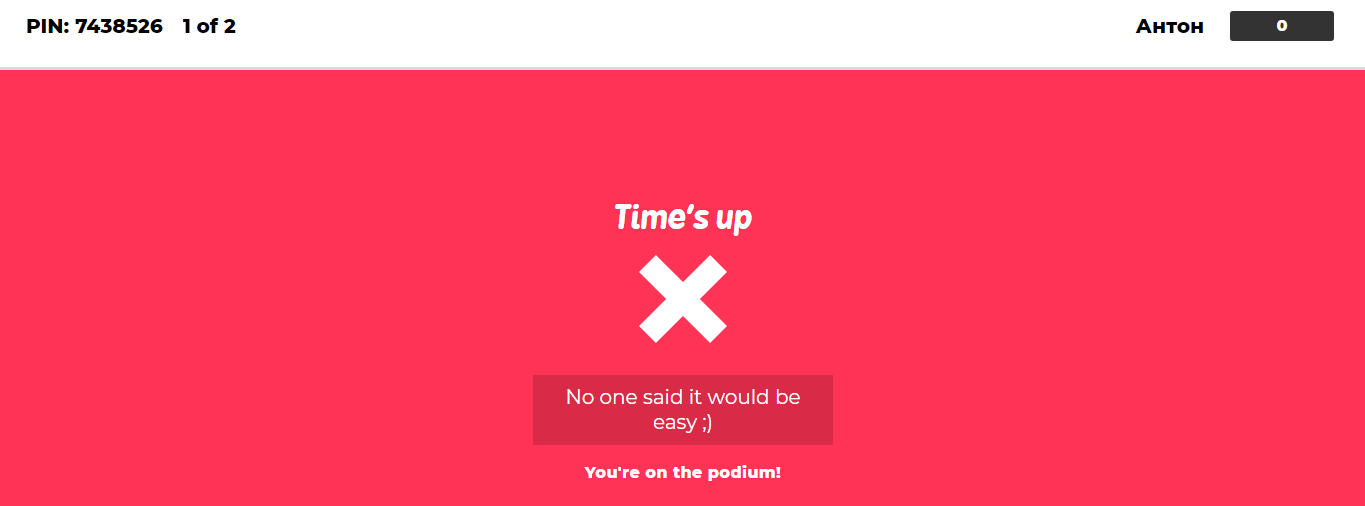 PIN: 7438526 1 of 2 Антон 0
Time's up
No one said it would be
easy ;)
You're on the podium!